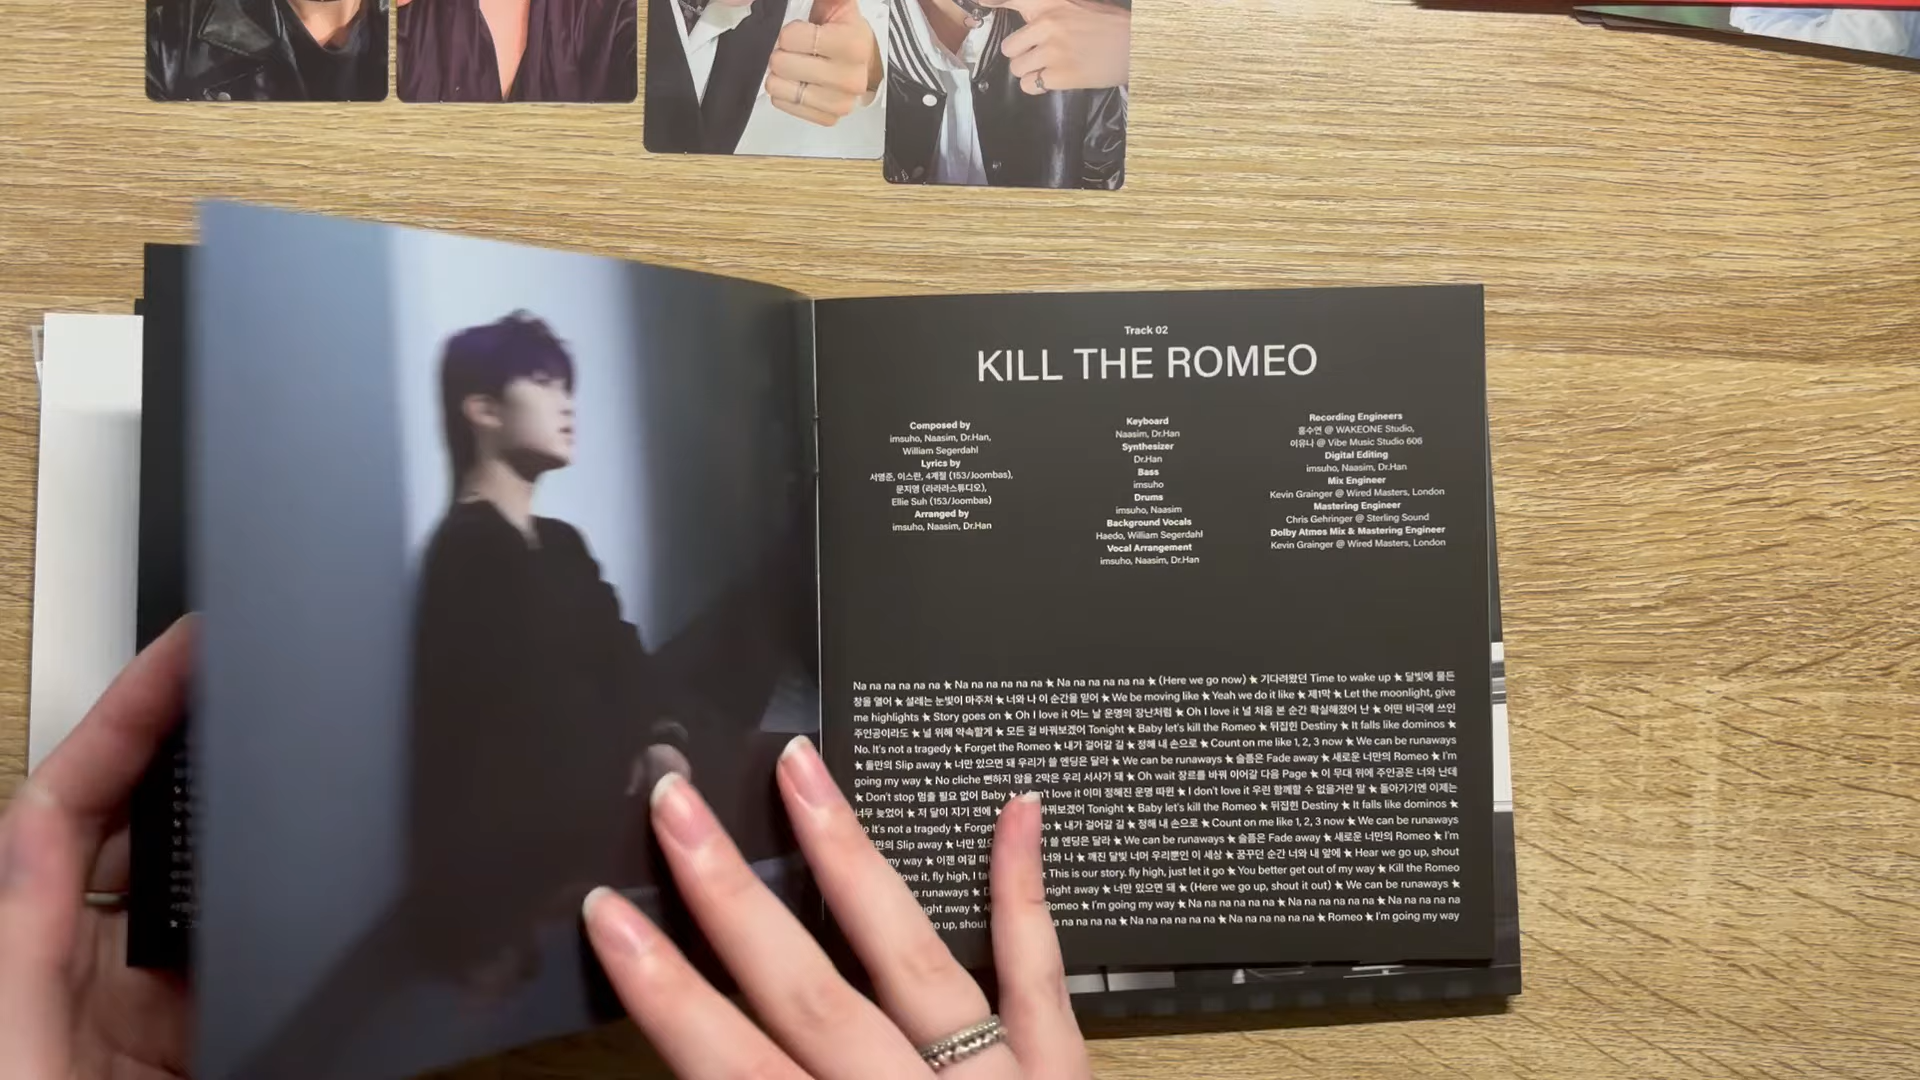 Track 02
KILL THE ROMEO
Composed by
imsuho, Naasim, Dr.Han,
William Segerdahl
Lyrics by
서영준, 이스란, 4계절 (153/Joombas),
문지영 (라라라스튜디오),
Ellie Suh (153/Joombas)
Arranged by
imsuho, Naasim, Dr.Han
Keyboard
Naasim, Dr.Han
Synthesizer
Dr.Han
Bass
imsuho
Drums
imsuho, Naasim
Background Vocals
Haedo, William Segerdahl
Vocal Arrangement
imsuho, Naasim, Dr.Han
Recording Engineers
홍수연 @ WAKEONE Studio,
이유나 @ Vibe Music Studio 606
Digital Editing
imsuho, Naasim, Dr.Han
Mix Engineer
Kevin Grainger @ Wired Masters, London
Mastering Engineer
Chris Gehringer @ Sterling Sound
Dolby Atmos Mix & Mastering Engineer
Kevin Grainger @ Wired Masters, London
Na na na na na na ★ Na na na na na na ★ Na na na na na na ★ (Here we go now) ★ 기다려왔던 Time to wake up ★ 달빛에 물든
창을 열어 ★ 설레는 눈빛이 마주쳐 ★ 너와 나 이 순간을 믿어 ★ We be moving like ★ Yeah we do it like ★ 제1막 ★ Let the moonlight, give
me highlights ★ Story goes on ★ Oh I love it 어느 날 운명의 장난처럼 ★ Oh I love it 널 처음 본 순간 확실해졌어 난 ★ 어떤 비극에 쓰인
주인공이라도 ★ 널 위해 약속할게 ★ 모든 걸 바꿔보겠어 Tonight ★ Baby let's kill the Romeo ★ 뒤집힌 Destiny ★ It falls like dominos ★
No. It's not a tragedy ★ Forget the Romeo ★ 내가 걸어갈 길 ★ 정해 내 손으로 ★ Count on me like 1, 2, 3 now ★ We can be runaways
★ 둘만의 Slip away ★ 너만 있으면 돼 우리가 쓸 엔딩은 달라 ★ We can be runaways ★ 슬픔은 Fade away ★ 새로운 너만의 Romeo ★ I'm
going my way ★ No cliche 뻔하지 않을 2막은 우리 서사가 돼 ★ Oh wait 장르를 바꿔 이어갈 다음 Page ★ 이 무대 위에 주인공은 너와 난데
★ Don't stop 멈출 필요 없어 Baby ★ I don't love it 이미 정해진 운명 따윈 ★ I don't love it 우린 함께할 수 없을거란 말 ★ 돌아가기엔 이제는
너무 늦었어 ★ 저 달이 지기 전에 ★ 바꿔보겠어 Tonight ★ Baby let's kill the Romeo ★ 뒤집힌 Destiny ★ It falls like dominos ★
It's not a tragedy ★ Forget ★ 내가 걸어갈 길 ★ 정해 내 손으로 ★ Count on me like 1, 2, 3 now ★ We can be runaways
Slip away ★ 너만 쓸 엔딩은 달라 ★ We can be runaways ★ 슬픔은 Fade away ★ 새로운 너만의 Romeo ★ I'm
my way ★ 이젠 여길 너와 나 ★ 깨진 달빛 너머 우리뿐인 이 세상 ★ 꿈꾸던 순간 너와 내 앞에 ★ Hear we go up, shout
love it, fly high, I ★ This is our story. fly high, just let it go ★ You better get out of my way ★ Kill the Romeo
runaways ★ night away ★ 너만 있으면 돼 ★ (Here we go up, shout it out) ★ We can be runaways ★
away ★ Romeo ★ I'm going my way ★ Na na na na na na ★ Na na na na na na ★ Na na na na na
up, na na na ★ Na na na na na na ★ Na na na na na na ★ Romeo ★ I'm going my way